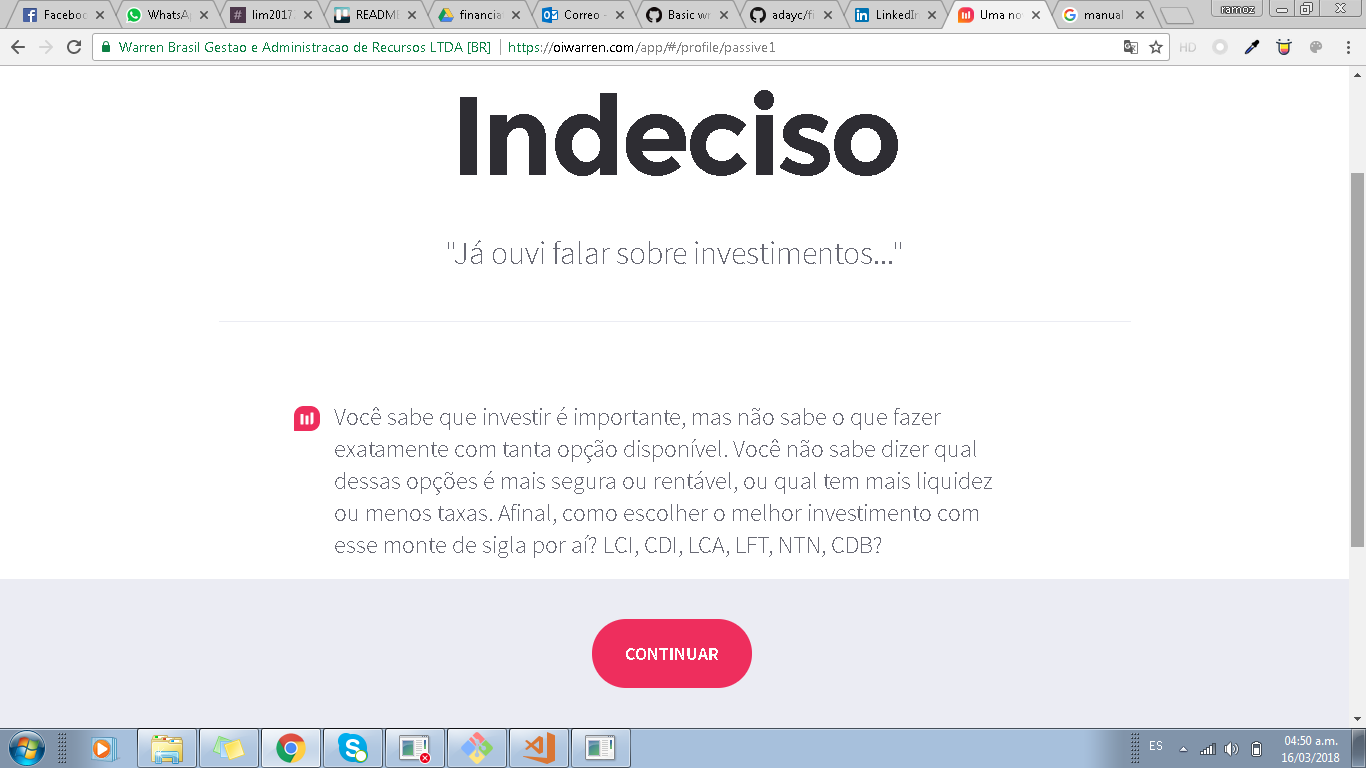 Faceboo
WhatsA
lim2017
README
financia
Correo -
Basic wo
adayc/fi
LinkedIn
Uma no
manual
ramoz
Warren Brasil Gestao e Administracao de Recursos LTDA [BR]
https://oiwarren.com/app/#/profile/passive1
HD
Indeciso
"Já ouvi falar sobre investimentos..."
Você sabe que investir é importante, mas não sabe o que fazer
exatamente com tanta opção disponível. Você não sabe dizer qual
dessas opções é mais segura ou rentável, ou qual tem mais liquidez
ou menos taxas. Afinal, como escolher o melhor investimento com
esse monte de sigla por aí? LCI, CDI, LCA, LFT, NTN, CDB?
CONTINUAR
ES
04:50 a.m.
16/03/2018